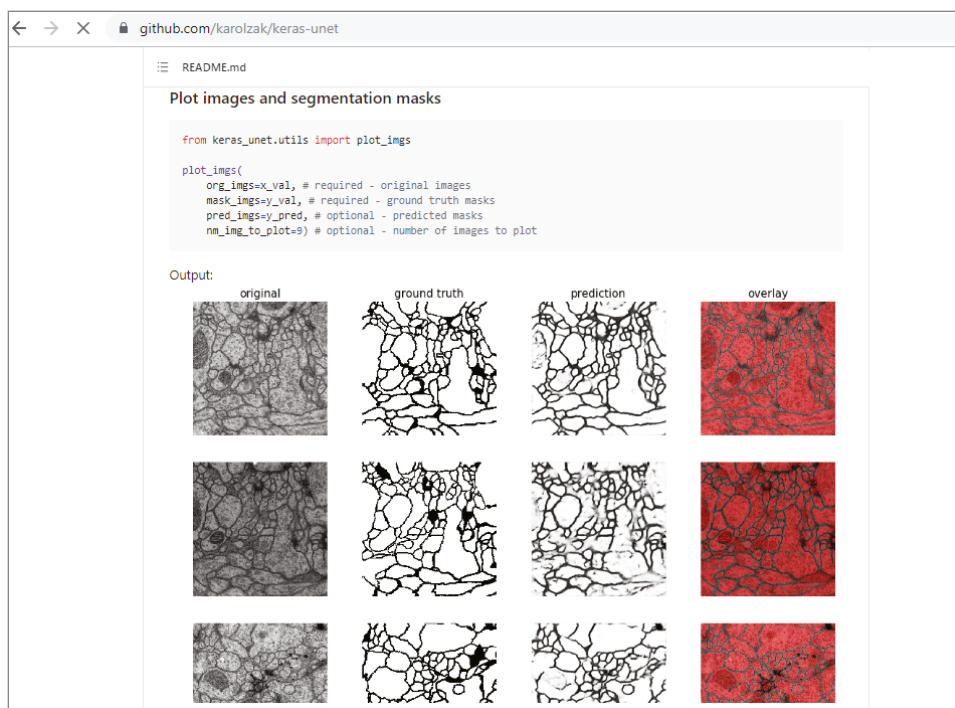 github.com/karolzak/keras-unet
README.md
Plot images and segmentation masks
from keras_unet.utils import plot_imgs
plot_imgs(
org_imgs=x_val, # required - original images
mask_imgs=y_val, # required - ground truth masks
pred_imgs=y_pred, # optional - predicted masks
nm_img_to_plot=9) # optional - number of images to plot
Output:
original ground truth prediction overlay